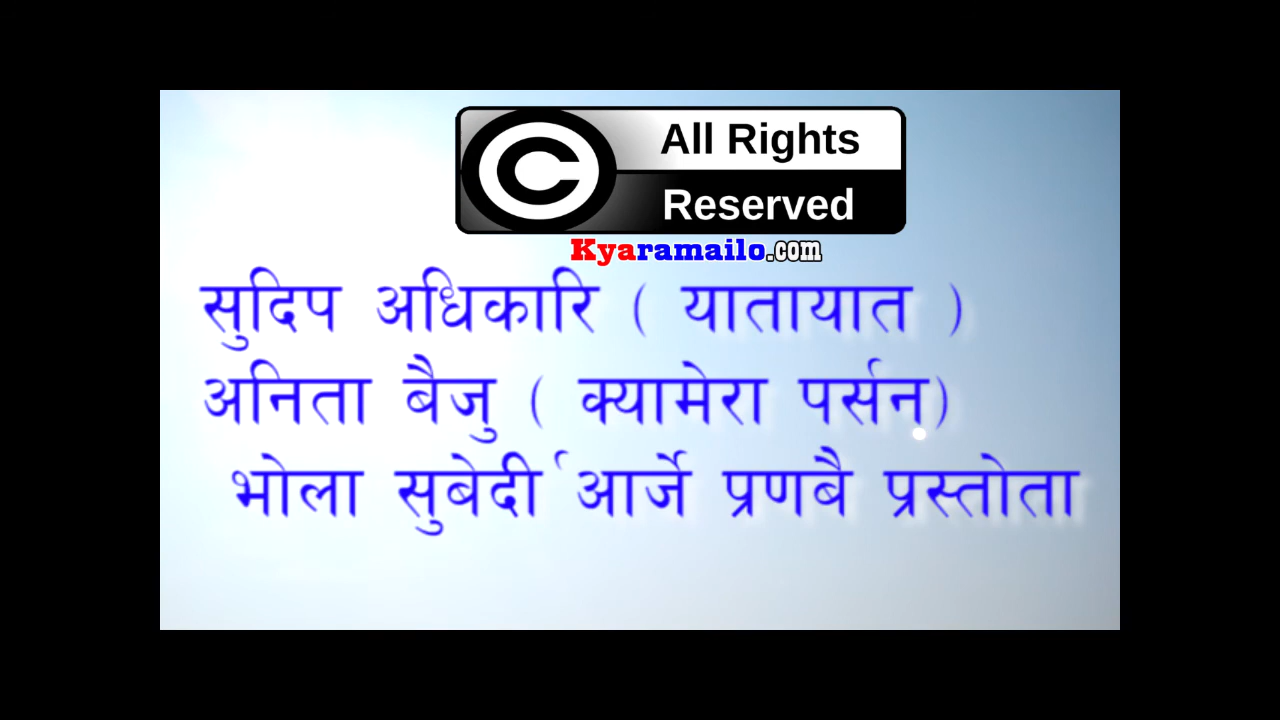 All Rights
Reserved
Kyaramailo.com
सुदिप अधिकारि ( यातायात )
अनिता बैजु ( क्यामेरा पर्सन)
भोला सुबेर्दी आर्जे प्रणबै प्रस्तोता